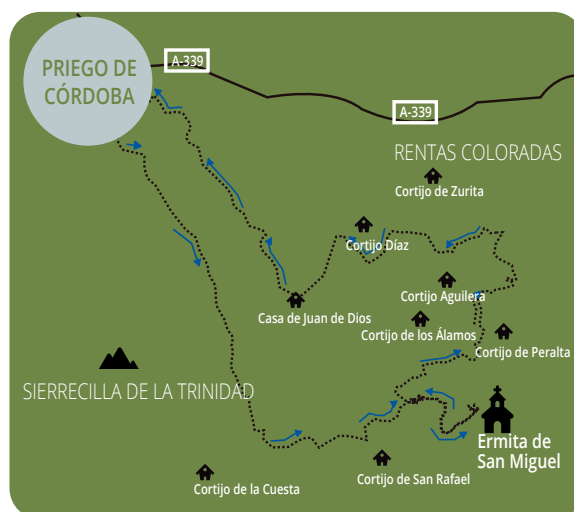 PRIEGO DE
CÓRDOBA
A-339
A-339
RENTAS COLORADAS
Cortijo de Zurita
Cortijo Díaz
Cortijo Aguilera
Casa de Juan de Dios
Cortijo de los Álamos
Cortijo de Peralta
SIERRECILLA DE LA TRINIDAD
Ermita de
San Miguel
Cortijo de San Rafael
Cortijo de la Cuesta